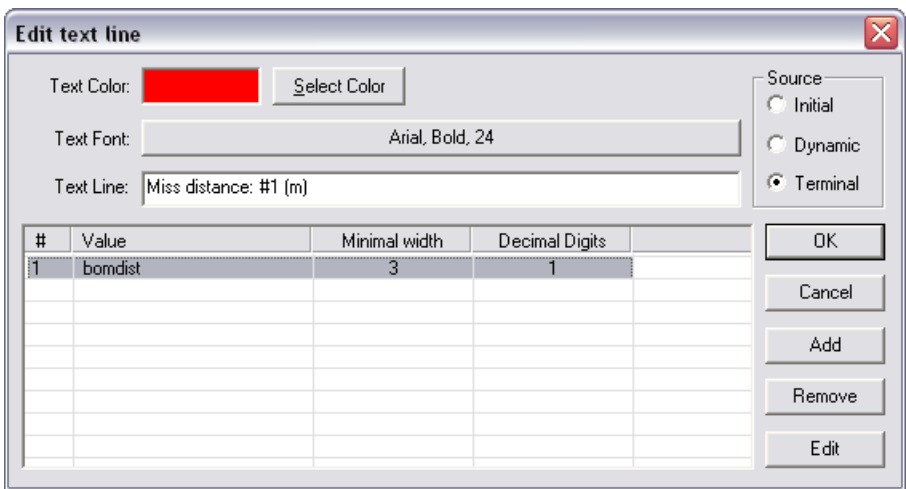 Edit text line
Text Color:
Select Color
Text Font:
Arial, Bold, 24
Text Line:
Miss distance: #1 (m)
Source
Initial
Dynamic
Terminal
# Value Minimal width Decimal Digits
1 bomdist 3 1
OK
Cancel
Add
Remove
Edit